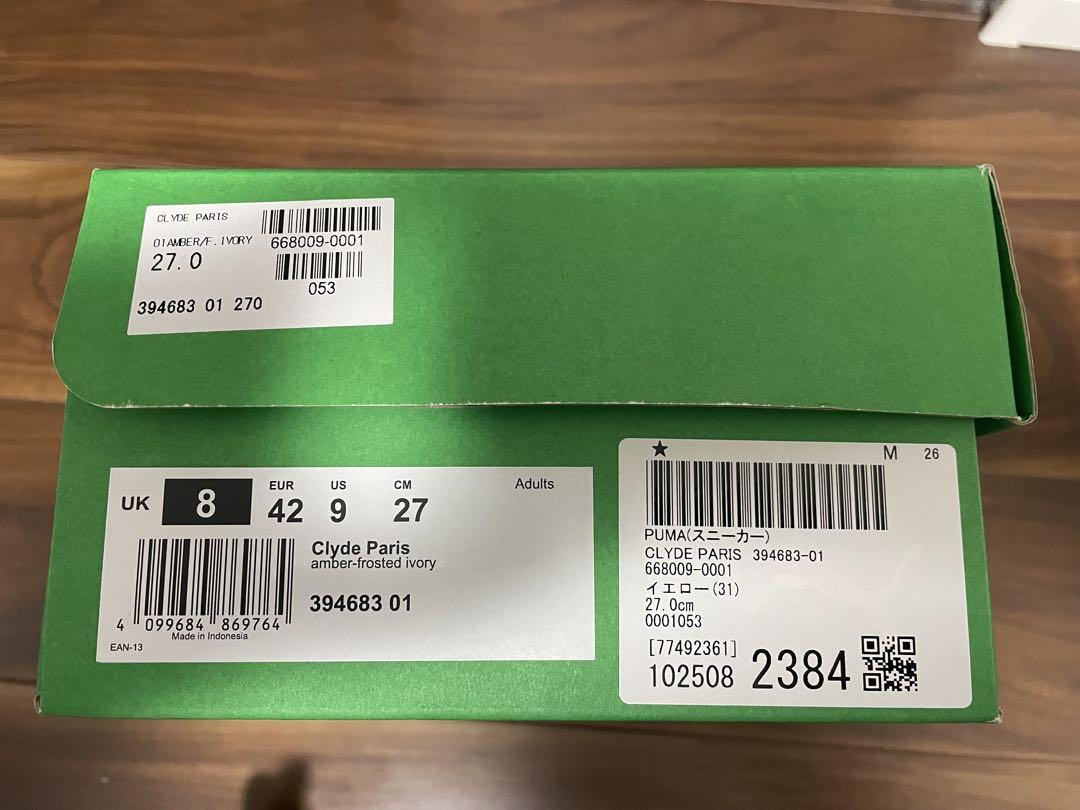 CLYDE PARIS
01AMBER/F.IVORY
668009-0001
27.0
053
394683 01 270
UK 8 EUR 42 US 9 CM 27 Adults
Clyde Paris
amber-frosted ivory
394683 01
4 099684 869764
Made in Indonesia
EAN-13
★ M 26
PUMA(スニーカー)
CLYDE PARIS 394683-01
668009-0001
イエロー(31)
27.0cm
0001053
[77492361]
102508 2384